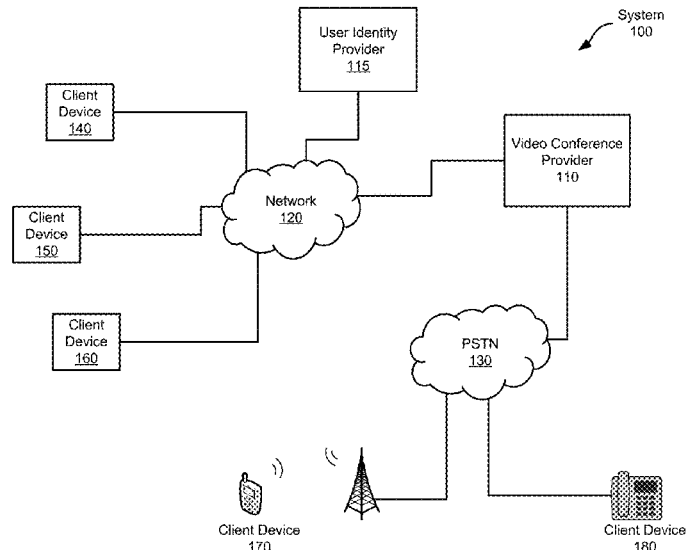 System
100
User Identity
Provider
115
Client
Device
140
Video Conference
Provider
110
Network
120
Client
Device
150
Client
Device
160
PSTN
130
Client Device
170
Client Device
180